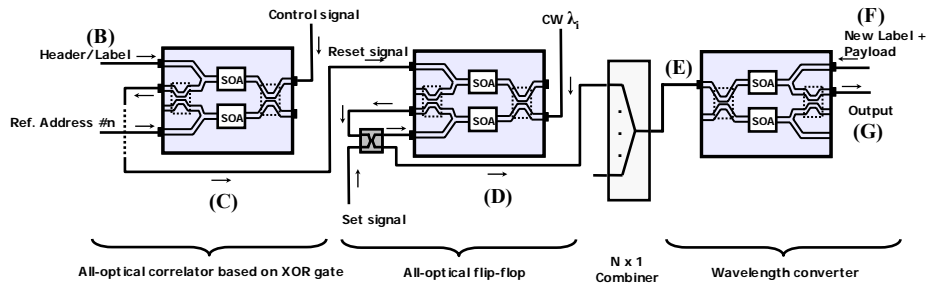 Control signal
(B)
Header/Label
SOA
SOA
Ref. Address #n
(C)
Reset signal
CW λi
SOA
SOA
(D)
Set signal
(E)
(F)
New Label +
Payload
SOA
SOA
Output
(G)
All-optical correlator based on XOR gate
All-optical flip-flop
N x 1
Combiner
Wavelength converter